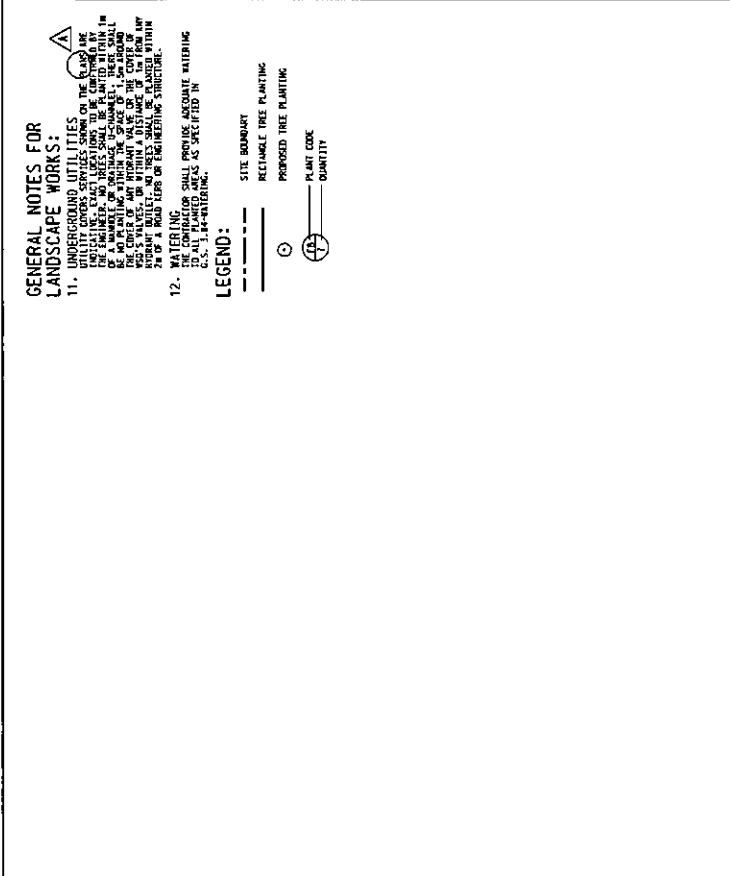 GENERAL NOTES FOR
LANDSCAPE WORKS:
11. UNDERGROUND UTILITIES
UTILITY COVERS SERVICES SHOWN ON THE PLANS ARE
INDICATIVE. EXACT LOCATIONS TO BE CONFIRMED BY
THE ENGINEER. NO TREES SHALL BE PLANTED WITHIN 1m
OF A MANHOLE OR DRAINAGE U-CHANNEL. THERE SHALL
BE NO PLANTING WITHIN THE SPACE OF 1.5m AROUND
THE COVER OF ANY HYDRANT VALVE OR THE COVER OF
WSD'S VALVES, OR WITHIN A DISTANCE OF 1m FROM ANY
HYDRANT OUTLET. NO TREES SHALL BE PLANTED WITHIN
2m OF A ROAD KERB OR ENGINEERING STRUCTURE.
A
12. WATERING
THE CONTRACTOR SHALL PROVIDE ADEQUATE WATERING
TO ALL PLANTED AREAS AS SPECIFIED IN
G.S. 3.84-WATERING.
LEGEND:
SITE BOUNDARY
RECTANGLE TREE PLANTING
PROPOSED TREE PLANTING
PLANT CODE
QUANTITY